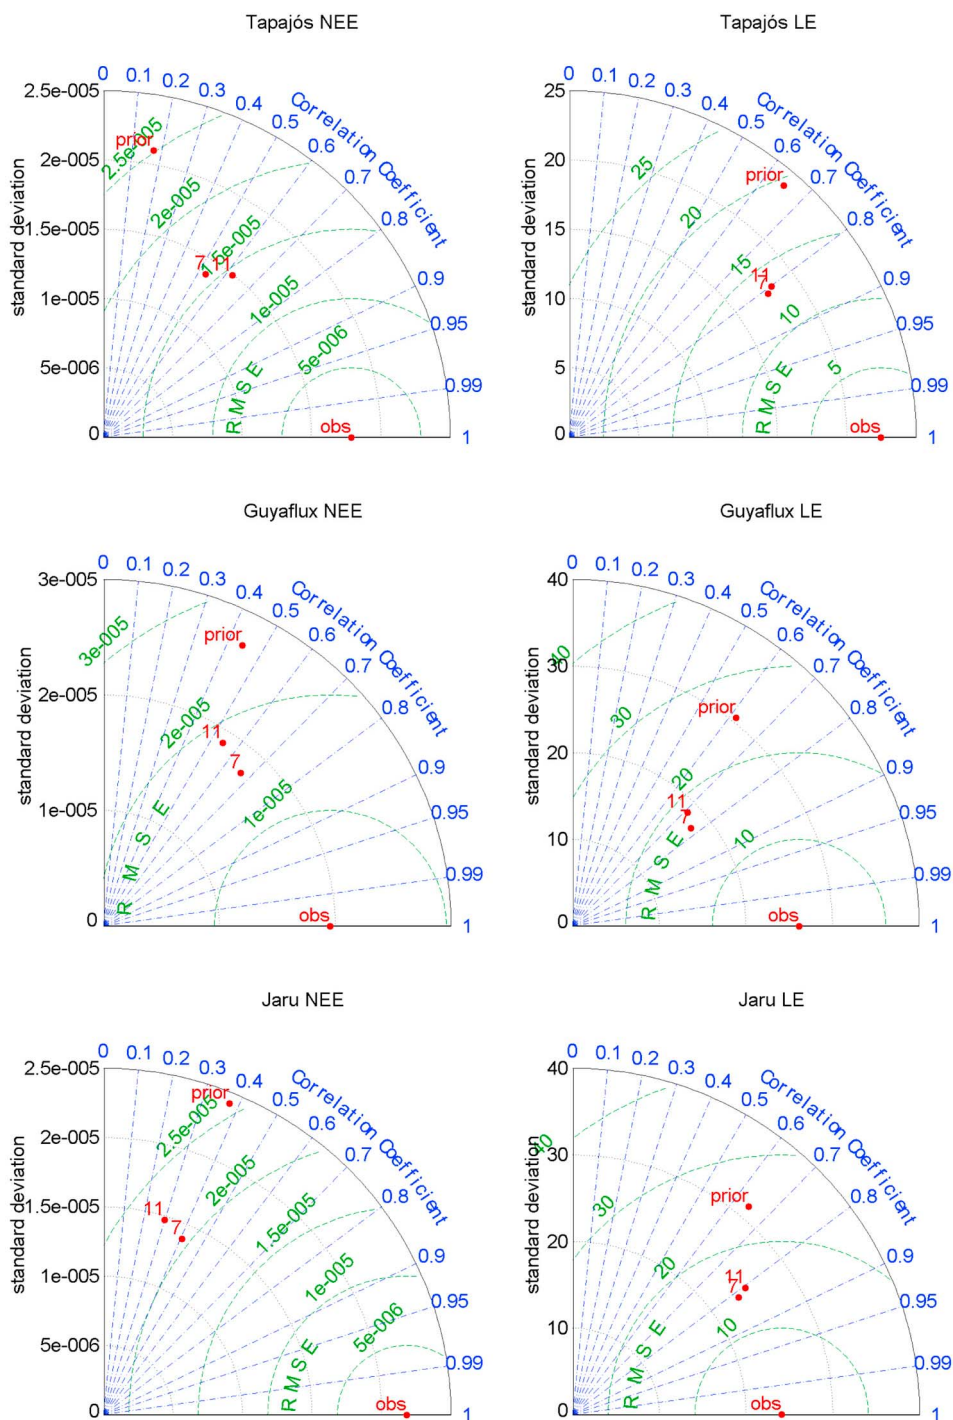 Tapajós NEE
0 0.1 0.2 0.3 0.4 0.5 0.6 0.7 0.8 0.9 0.95 0.99 1
Correlation Coefficient
standard deviation
2.5e-005
2e-005
1.5e-005
1e-005
5e-006
0
2.5e-005 2e-005 1.5e-005 1e-005 5e-006
RMSE
prior
7 11
obs
Tapajós LE
0 0.1 0.2 0.3 0.4 0.5 0.6 0.7 0.8 0.9 0.95 0.99 1
Correlation Coefficient
standard deviation
25
20
15
10
5
0
25 20 15 10 5
RMSE
prior
11
7
obs
Guyaflux NEE
0 0.1 0.2 0.3 0.4 0.5 0.6 0.7 0.8 0.9 0.95 0.99 1
Correlation Coefficient
standard deviation
3e-005
2e-005
1e-005
0
3e-005 2e-005 1e-005
RMSE
prior
11
7
obs
Guyaflux LE
0 0.1 0.2 0.3 0.4 0.5 0.6 0.7 0.8 0.9 0.95 0.99 1
Correlation Coefficient
standard deviation
40
30
20
10
0
40 30 20 10
RMSE
prior
11
7
obs
Jaru NEE
0 0.1 0.2 0.3 0.4 0.5 0.6 0.7 0.8 0.9 0.95 0.99 1
Correlation Coefficient
standard deviation
2.5e-005
2e-005
1.5e-005
1e-005
5e-006
0
2.5e-005 2e-005 1.5e-005 1e-005 5e-006
RMSE
prior
11
7
obs
Jaru LE
0 0.1 0.2 0.3 0.4 0.5 0.6 0.7 0.8 0.9 0.95 0.99 1
Correlation Coefficient
standard deviation
40
30
20
10
0
40 30 20 10
RMSE
prior
11
7
obs